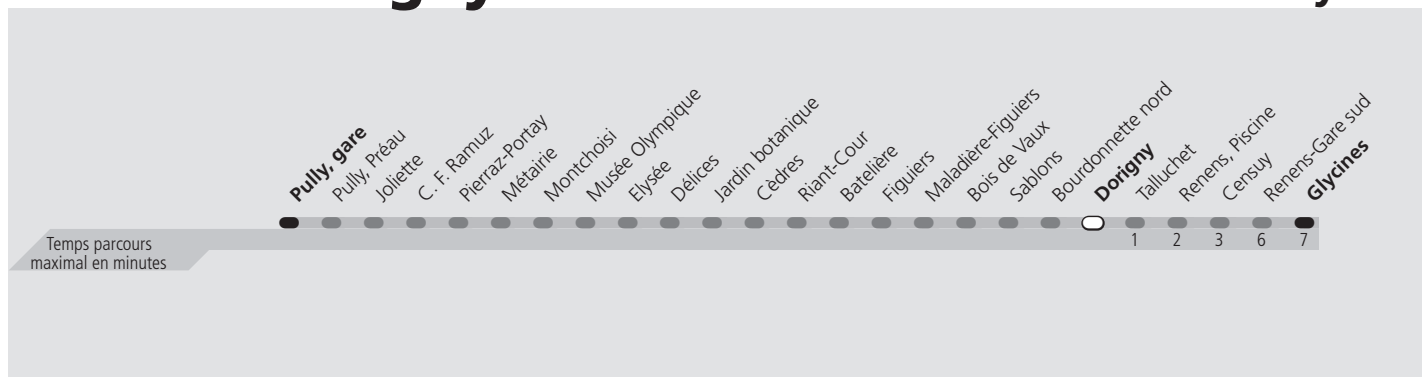 Pully, gare
Pully, Préau
Joliette
C. F. Ramuz
Pierraz-Portay
Métairie
Montchoisi
Musée Olympique
Elysée
Délices
Jardin botanique
Cèdres
Riant-Cour
Batelière
Figuiers
Maladière-Figuiers
Bois de Vaux
Sablons
Bourdonnette nord
Dorigny
Talluchet
Renens, Piscine
Censuy
Renens-Gare sud
Glycines
Temps parcours
maximal en minutes
1 2 3 6 7